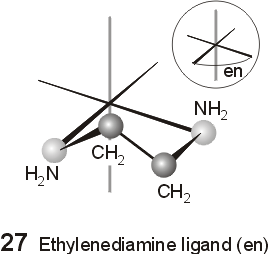 en
NH₂
H₂N
CH₂
CH₂
27 Ethylenediamine ligand (en)